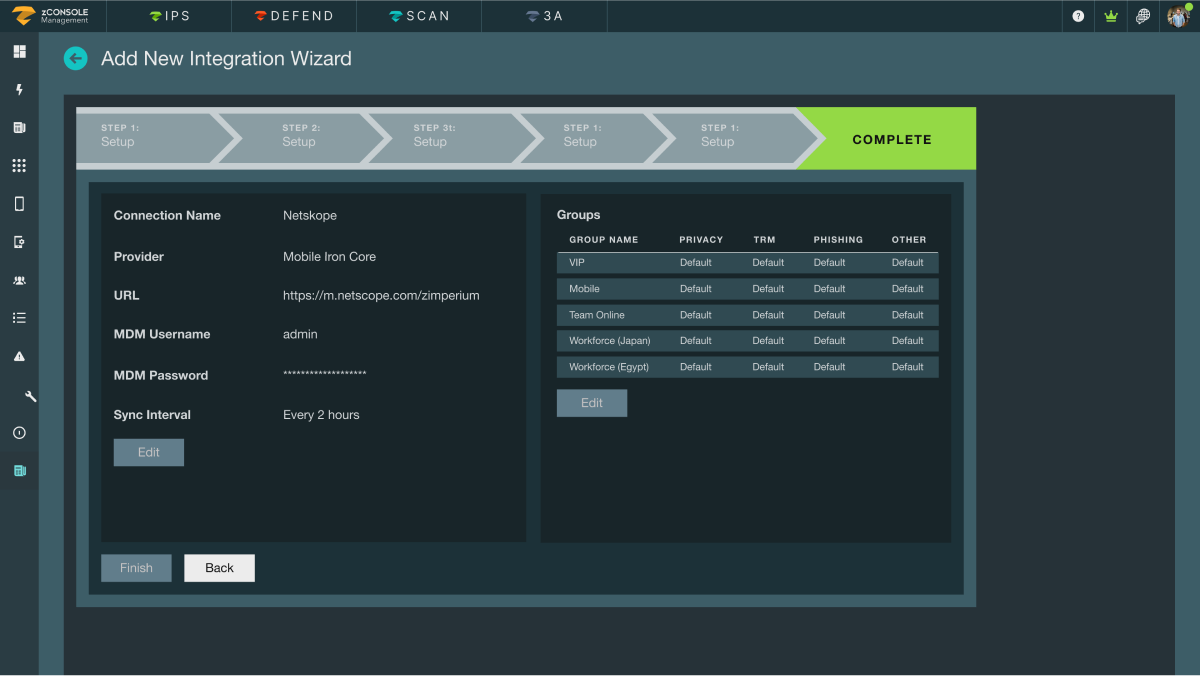 zCONSOLE
Management
IPS
DEFEND
SCAN
3A
?
Add New Integration Wizard
STEP 1:
Setup
STEP 2:
Setup
STEP 3t:
Setup
STEP 1:
Setup
STEP 1:
Setup
COMPLETE
Connection Name Netskope
Provider Mobile Iron Core
URL https://m.netscope.com/zimperium
MDM Username admin
MDM Password *******************
Sync Interval Every 2 hours
Edit
Groups
GROUP NAME PRIVACY TRM PHISHING OTHER
VIP Default Default Default Default
Mobile Default Default Default Default
Team Online Default Default Default Default
Workforce (Japan) Default Default Default Default
Workforce (Egypt) Default Default Default Default
Edit
Finish
Back